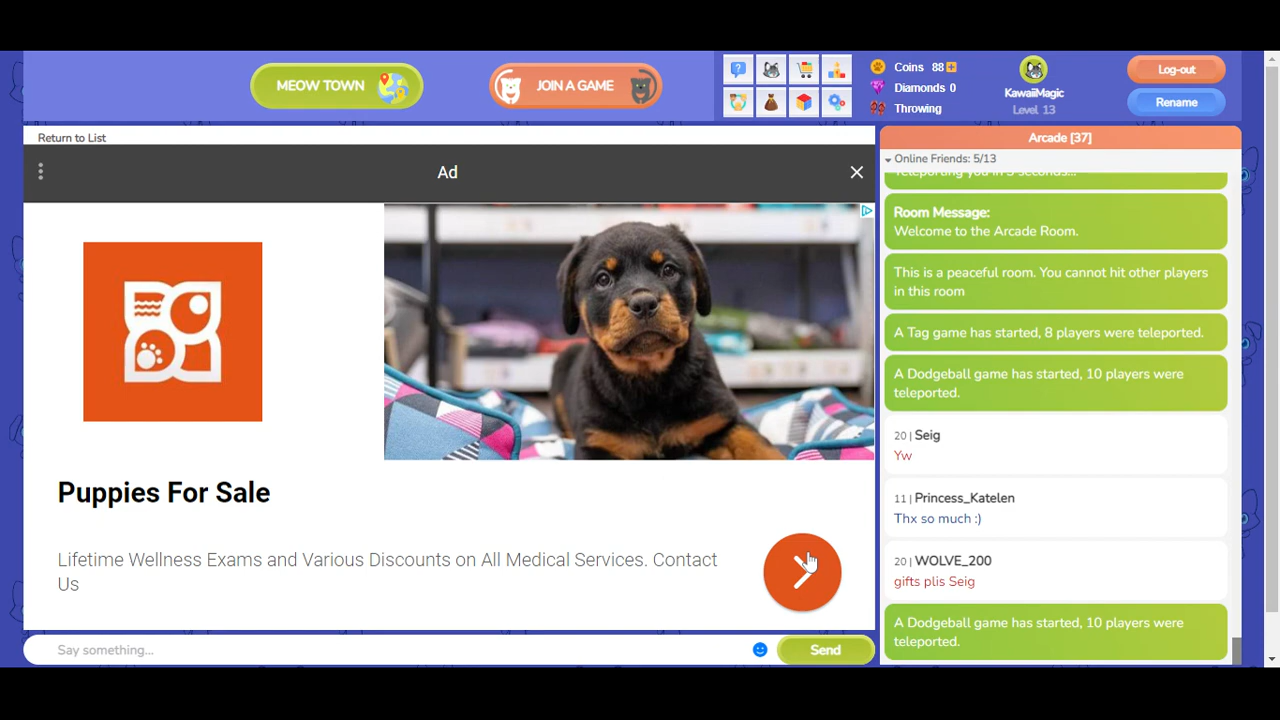 MEOW TOWN
JOIN A GAME
Coins 88
Diamonds 0
Throwing
KawaiiMagic
Level 13
Log-out
Rename
Return to List
Ad
Puppies For Sale
Lifetime Wellness Exams and Various Discounts on All Medical Services. Contact
Us
Say something...
Send
Arcade [37]
Online Friends: 5/13
Teleporting you in 3 seconds...
Room Message:
Welcome to the Arcade Room.
This is a peaceful room. You cannot hit other players
in this room
A Tag game has started, 8 players were teleported.
A Dodgeball game has started, 10 players were
teleported.
20 | Seig
Yw
11 | Princess_Katelen
Thx so much :)
20 | WOLVE_200
gifts plis Seig
A Dodgeball game has started, 10 players were
teleported.